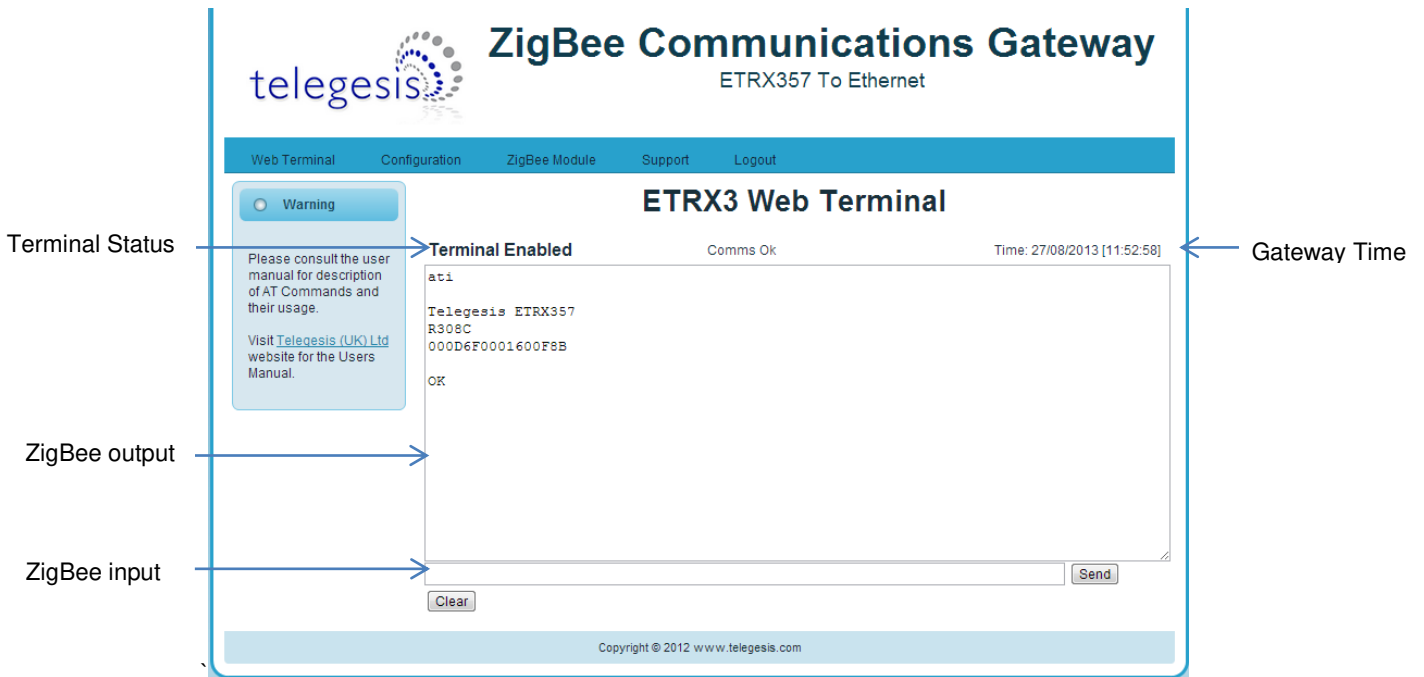 telegesis
ZigBee Communications Gateway
ETRX357 To Ethernet
Web Terminal Configuration ZigBee Module Support Logout
Warning
Please consult the user
manual for description
of AT Commands and
their usage.
Visit Telegesis (UK) Ltd
website for the Users
Manual.
ETRX3 Web Terminal
Terminal Status
Terminal Enabled Comms Ok Time: 27/08/2013 [11:52:58]
Gateway Time
ati
Telegesis ETRX357
R308C
000D6F0001600F8B
OK
ZigBee output
ZigBee input
Send
Clear
Copyright © 2012 www.telegesis.com
`